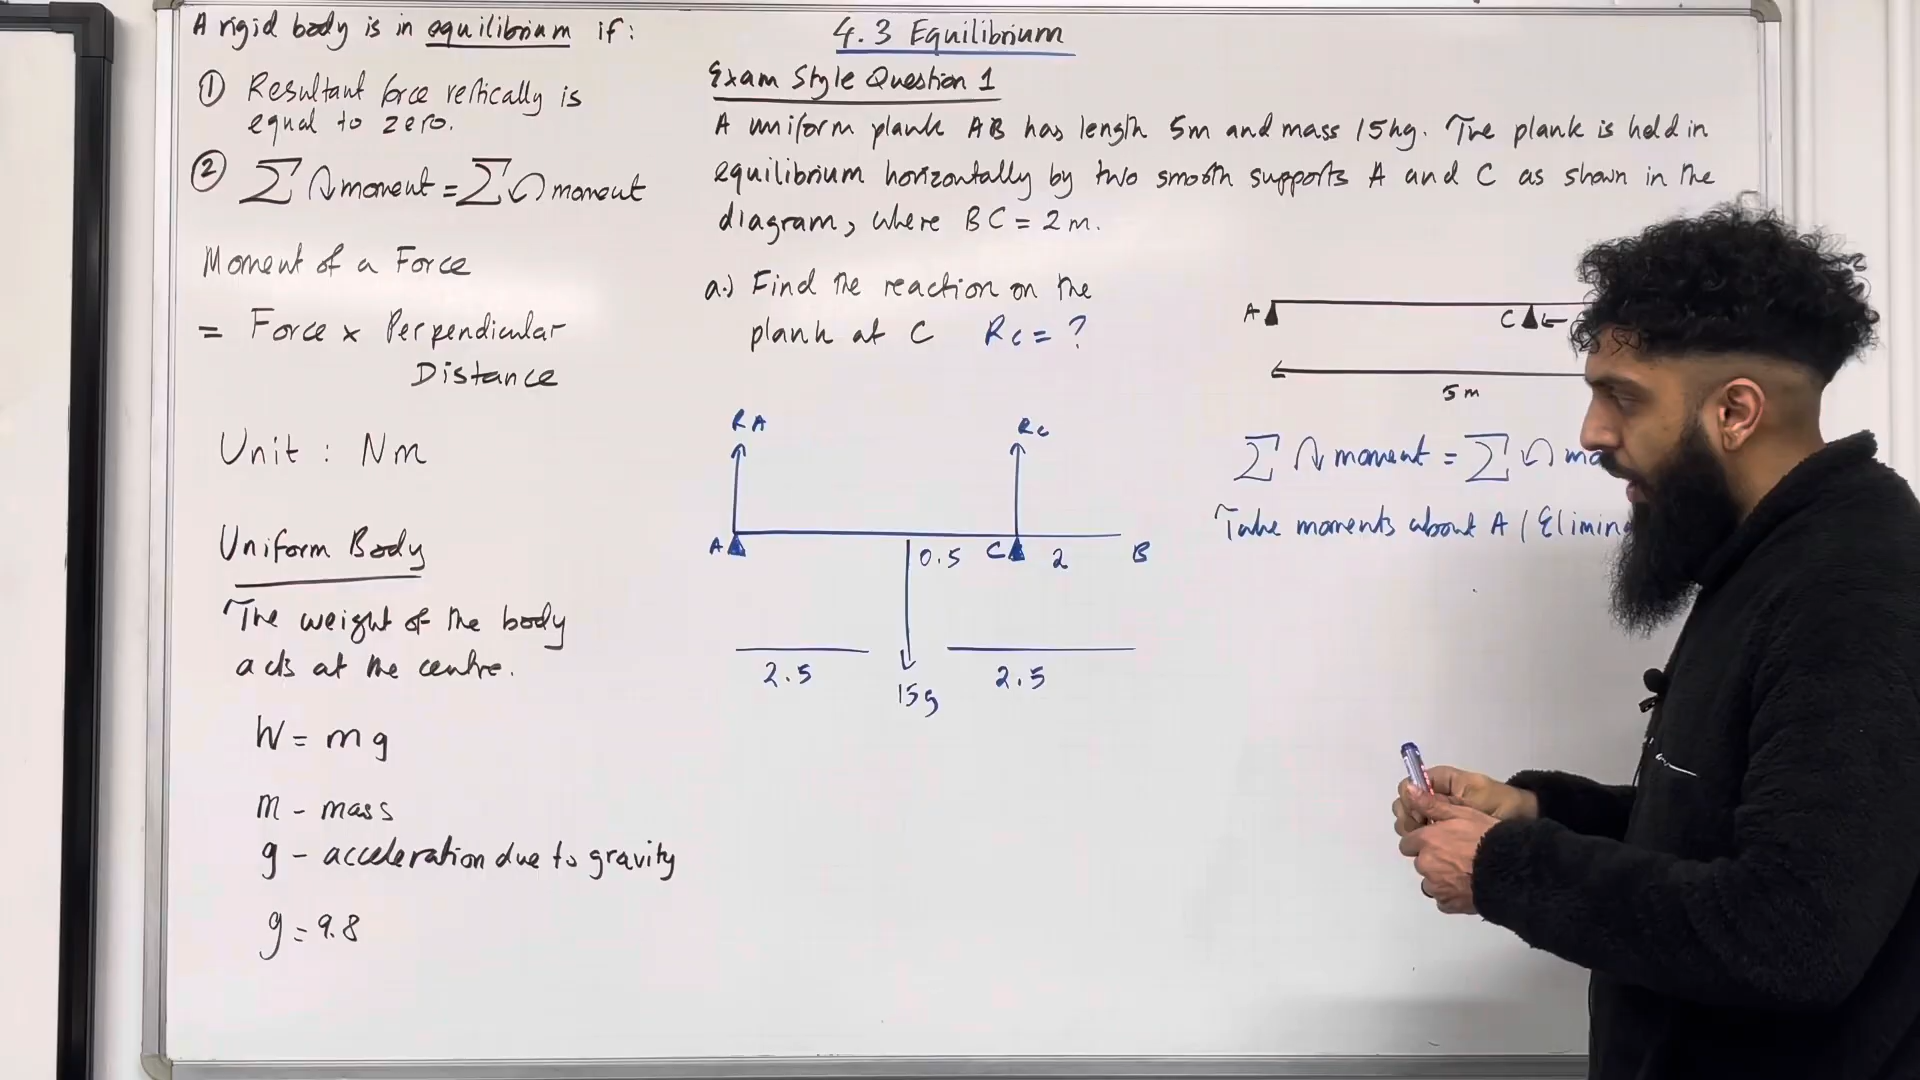 A rigid body is in equilibrium if:
① Resultant force vertically is
equal to zero.
② Σ↻ moment = Σ↺ moment
Moment of a Force
= Force × Perpendicular
Distance
Unit : Nm
Uniform Body
The weight of the body
acts at the centre.
W = mg
m - mass
g - acceleration due to gravity
g = 9.8
4.3 Equilibrium
Exam Style Question 1
A uniform plank AB has length 5m and mass 15kg. The plank is held in
equilibrium horizontally by two smooth supports A and C as shown in the
diagram, where BC = 2m.
a.) Find the reaction on the
plank at C Rc = ?
RA Rc
A 0.5 C 2 B
2.5 15g 2.5
A C
5m
Σ↻ moment = Σ↺
Take moments about A (